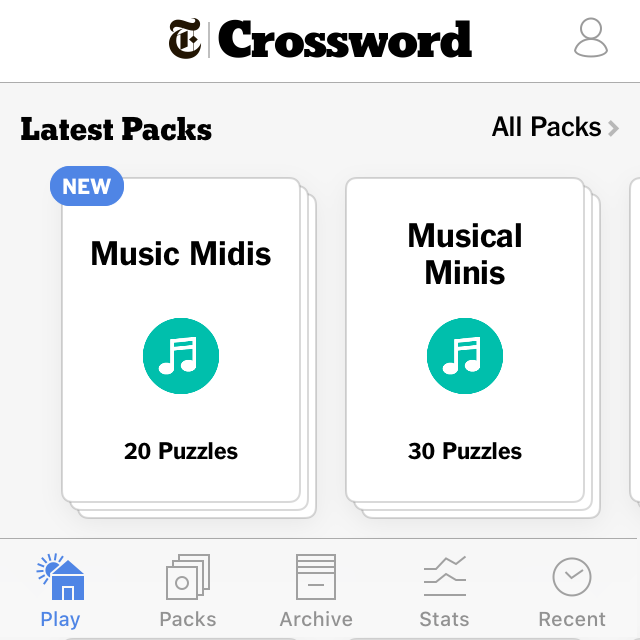 T Crossword
Latest Packs
All Packs
NEW
Music Midis
20 Puzzles
Musical
Minis
30 Puzzles
Play
Packs
Archive
Stats
Recent